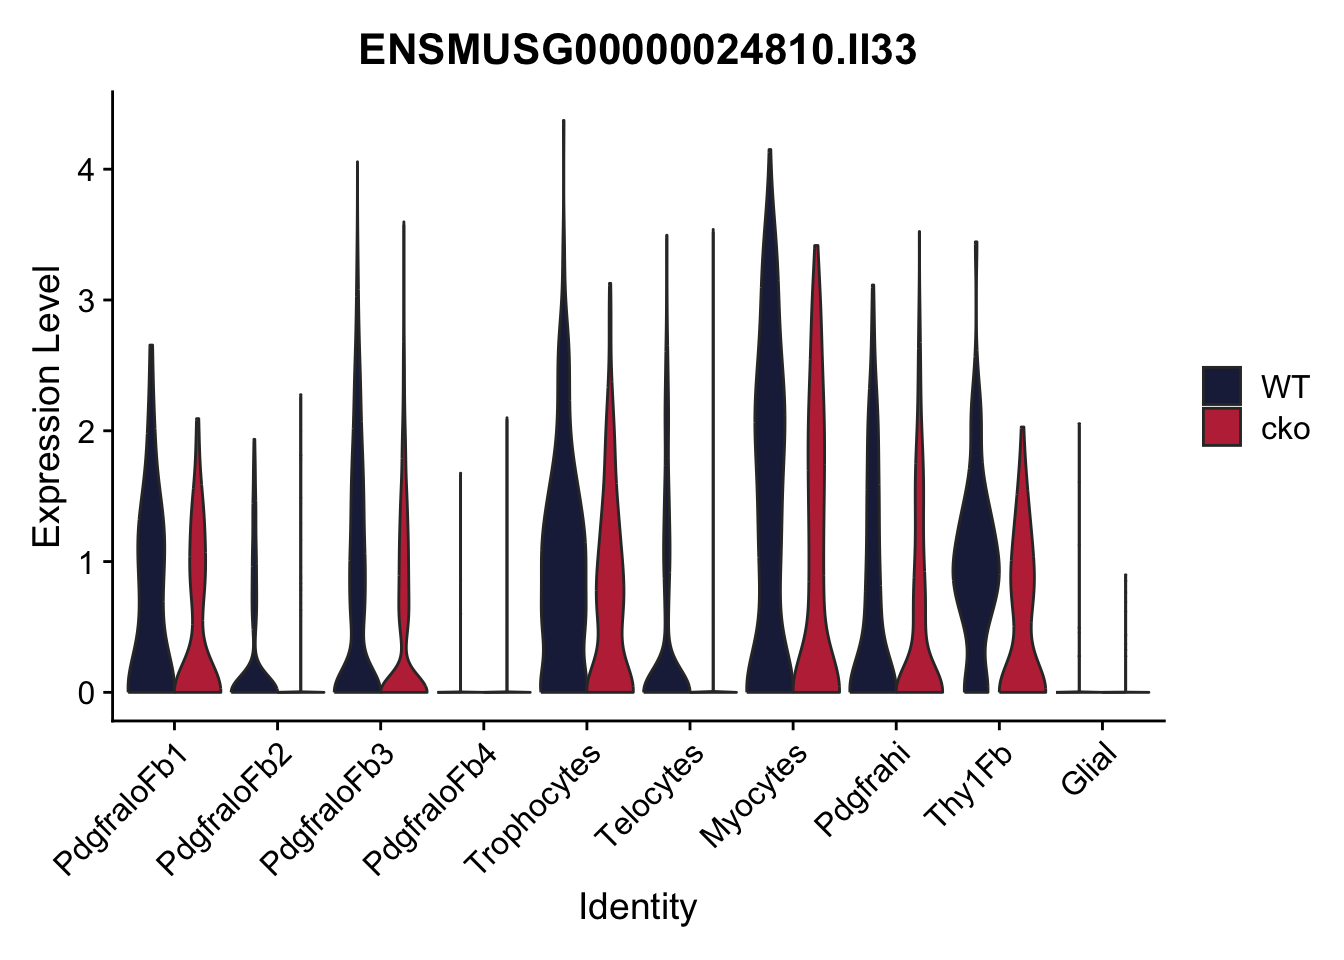 ENSMUSG00000024810.Il33
Expression Level
4
3
2
1
0
PdgfraloFb1
PdgfraloFb2
PdgfraloFb3
PdgfraloFb4
Trophocytes
Telocytes
Myocytes
Pdgfrahi
Thy1Fb
Glial
Identity
WT
cko